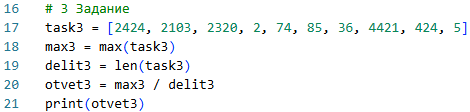 16 # 3 Задание
17 task3 = [2424, 2103, 2320, 2, 74, 85, 36, 4421, 424, 5]
18 max3 = max(task3)
19 delit3 = len(task3)
20 otvet3 = max3 / delit3
21 print(otvet3)